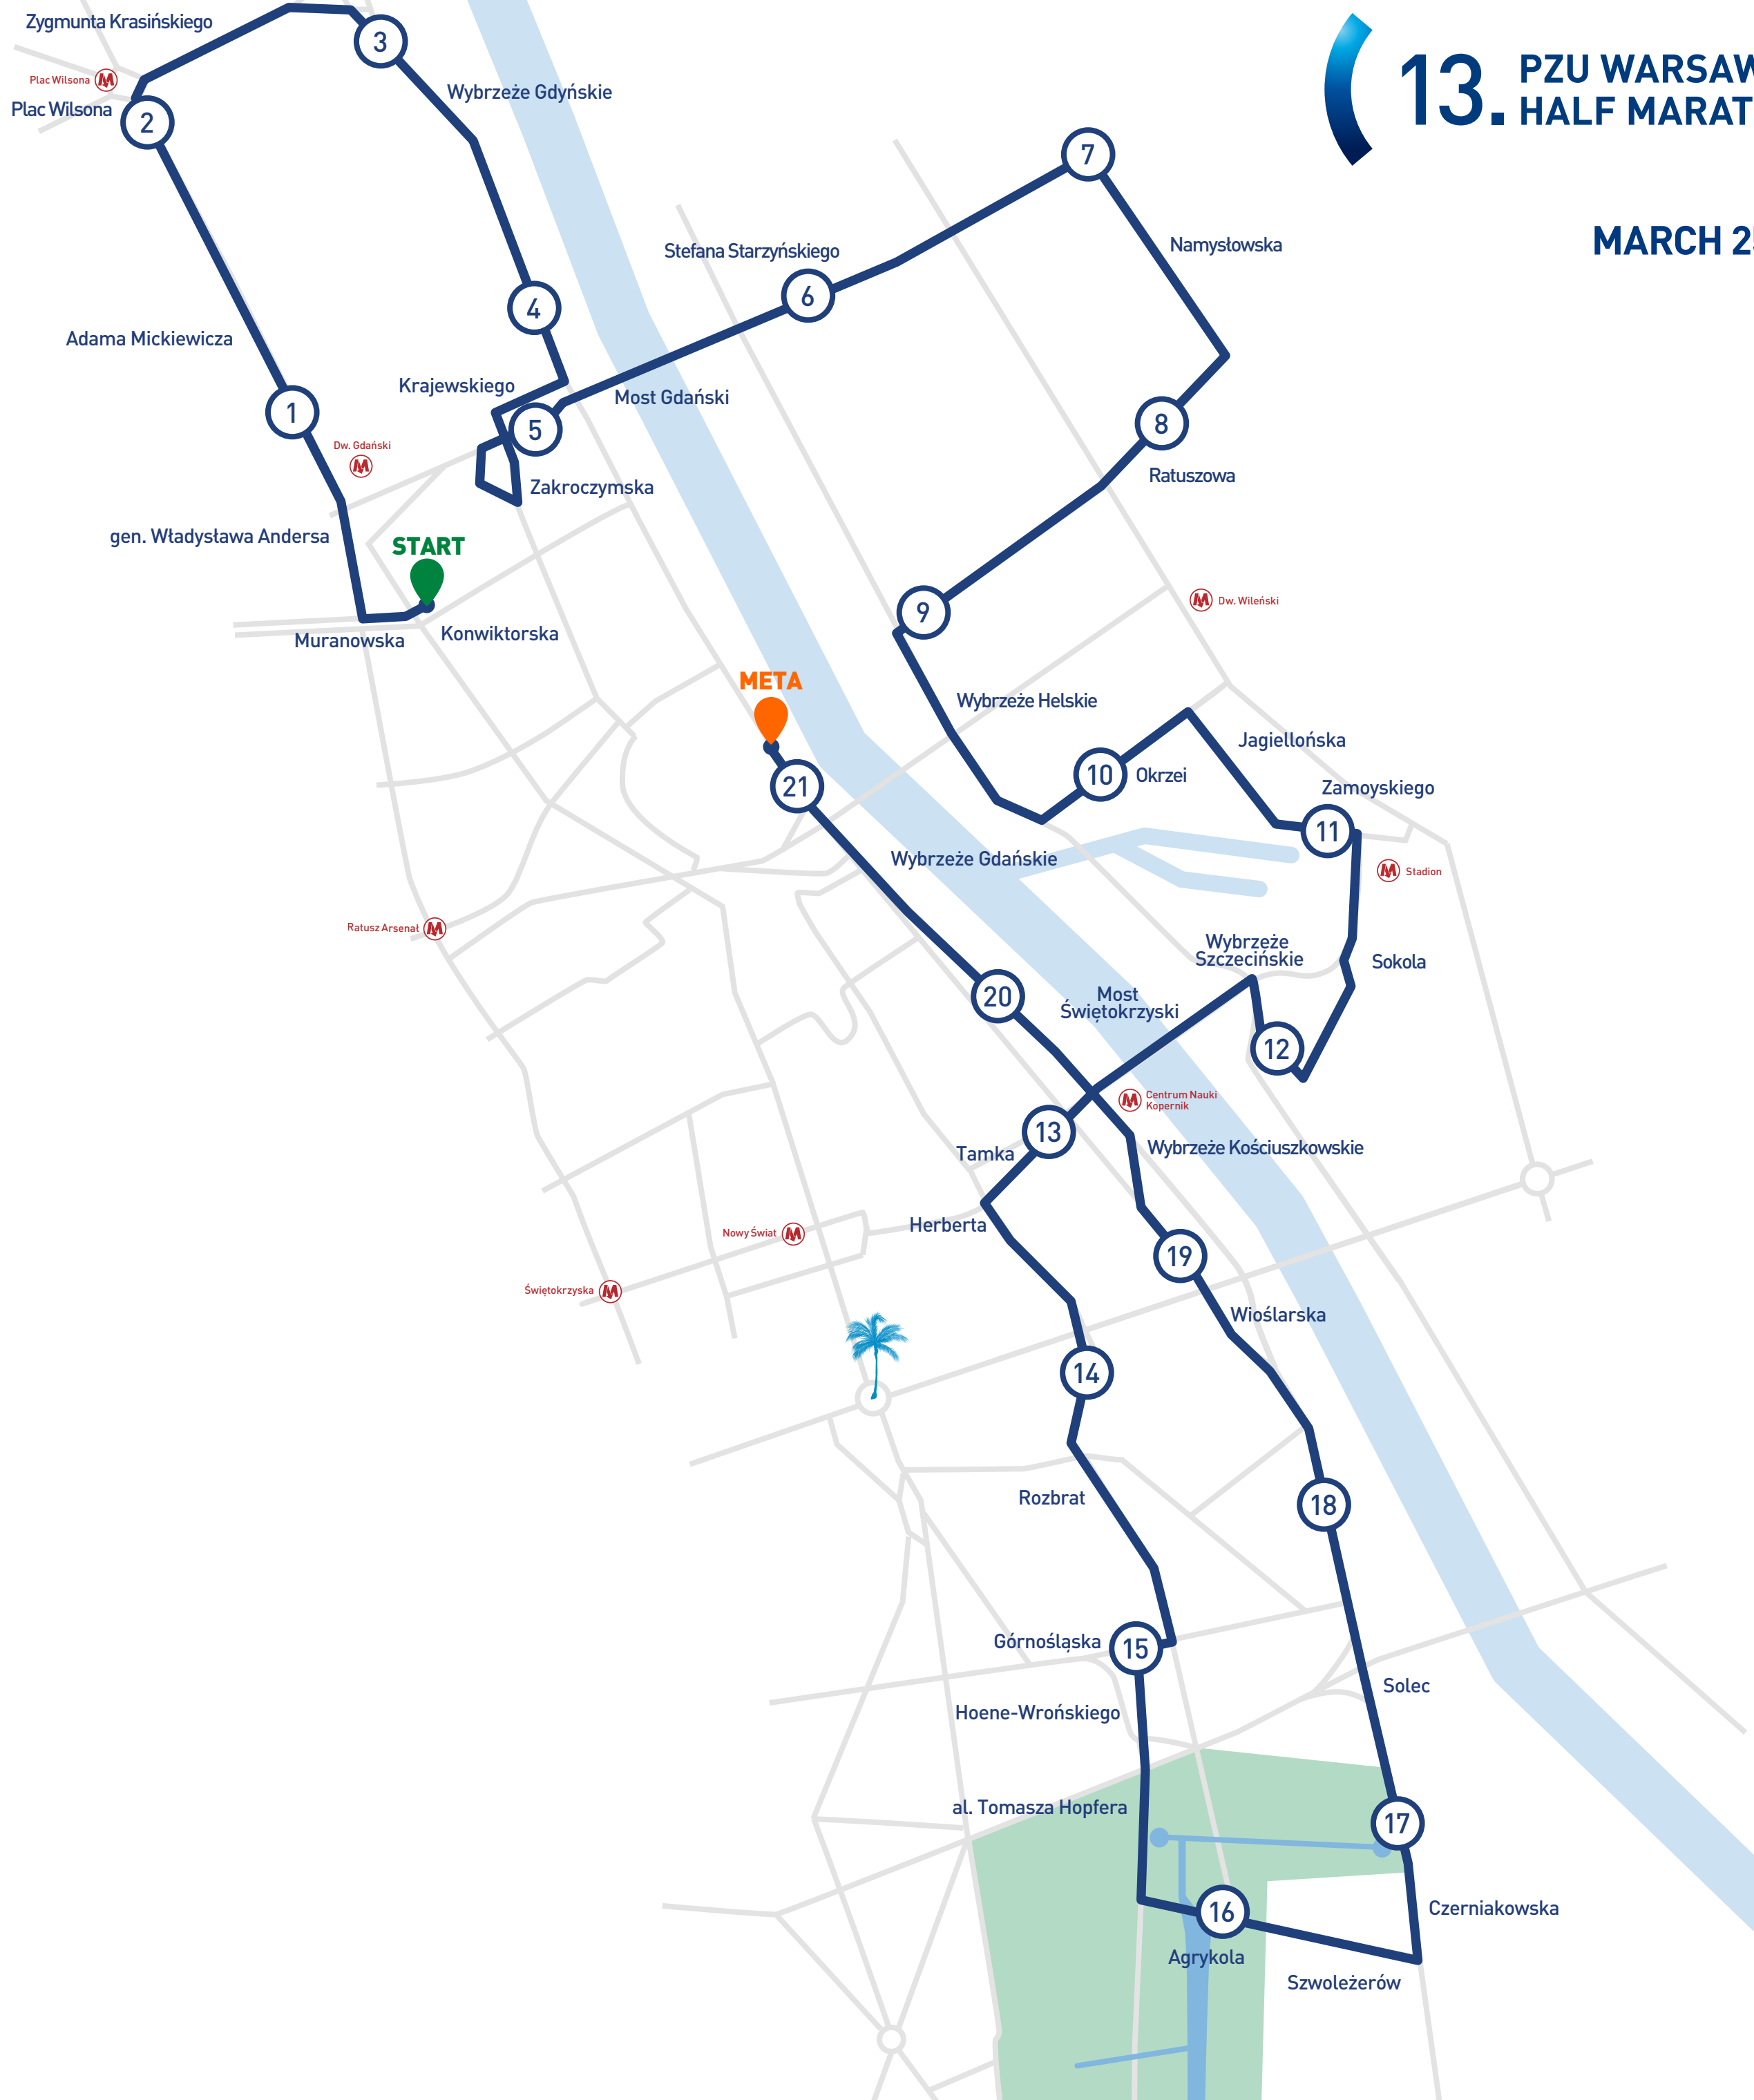 Zygmunta Krasińskiego
3
13.
PZU WARSAW
HALF MARAT
Plac Wilsona
Plac Wilsona
2
Wybrzeże Gdyńskie
7
MARCH 25
Namysłowska
Stefana Starzyńskiego
6
4
Adama Mickiewicza
Krajewskiego
Most Gdański
1
5
8
Dw. Gdański
Ratuszowa
Zakroczymska
gen. Władysława Andersa
START
Dw. Wileński
9
Muranowska
Konwiktorska
META
Wybrzeże Helskie
Jagiellońska
10
Okrzei
21
Zamoyskiego
11
Wybrzeże Gdańskie
Stadion
Ratusz Arsenał
Wybrzeże
Szczecińskie
Sokola
20
Most
Świętokrzyski
12
Centrum Nauki
Kopernik
13
Tamka
Wybrzeże Kościuszkowskie
Herberta
Nowy Świat
19
Świętokrzyska
Wioślarska
14
Rozbrat
18
Górnośląska
15
Solec
Hoene-Wrońskiego
al. Tomasza Hopfera
17
16
Czerniakowska
Agrykola
Szwoleżerów